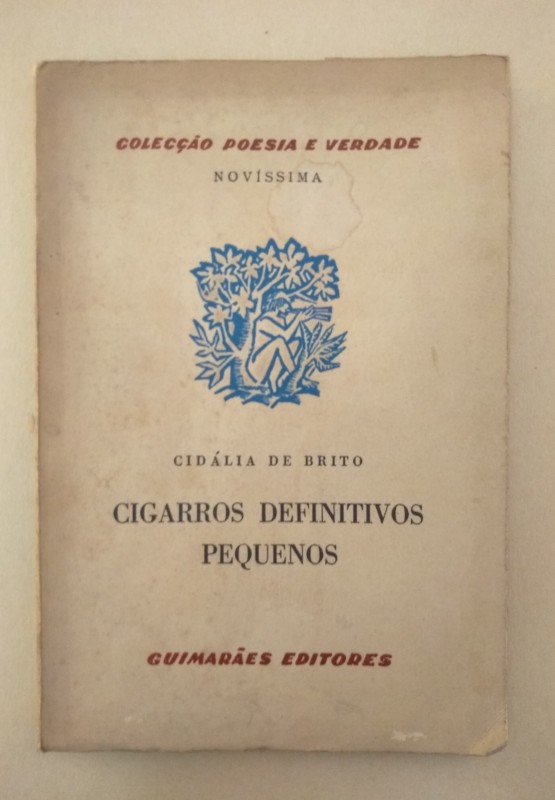 COLECÇÃO POESIA E VERDADE
NOVÍSSIMA
CIDÁLIA DE BRITO
CIGARROS DEFINITIVOS
PEQUENOS
GUIMARÃES EDITORES